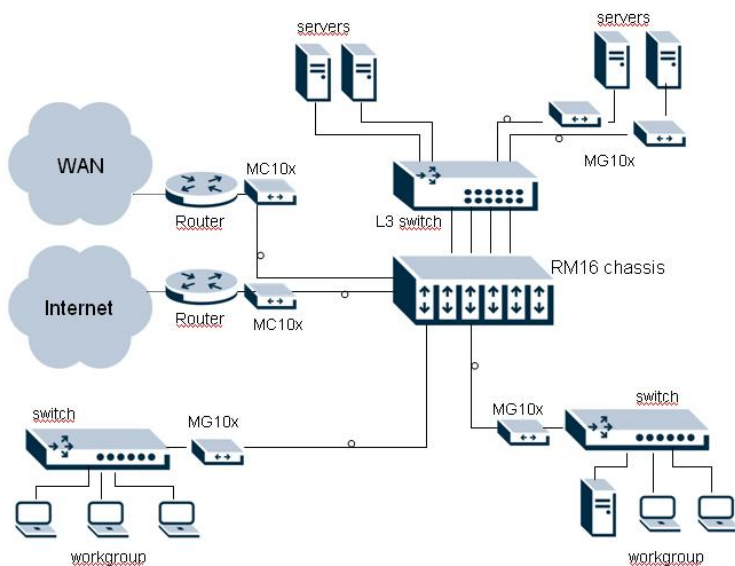 servers
servers
WAN
MC10x
MG10x
Router
L3 switch
RM16 chassis
Internet
Router
MC10x
switch
MG10x
MG10x
switch
workgroup
workgroup